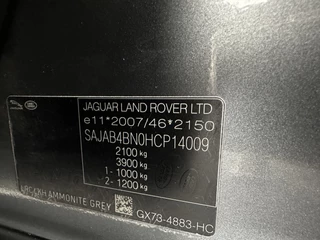 JAGUAR LAND ROVER LTD
e11*2007/46*2150
SAJAB4BN0HCP14009
2100 kg
3900 kg
1- 1000 kg
2- 1200 kg
AMMONITE GREY
GX73-4883-HC